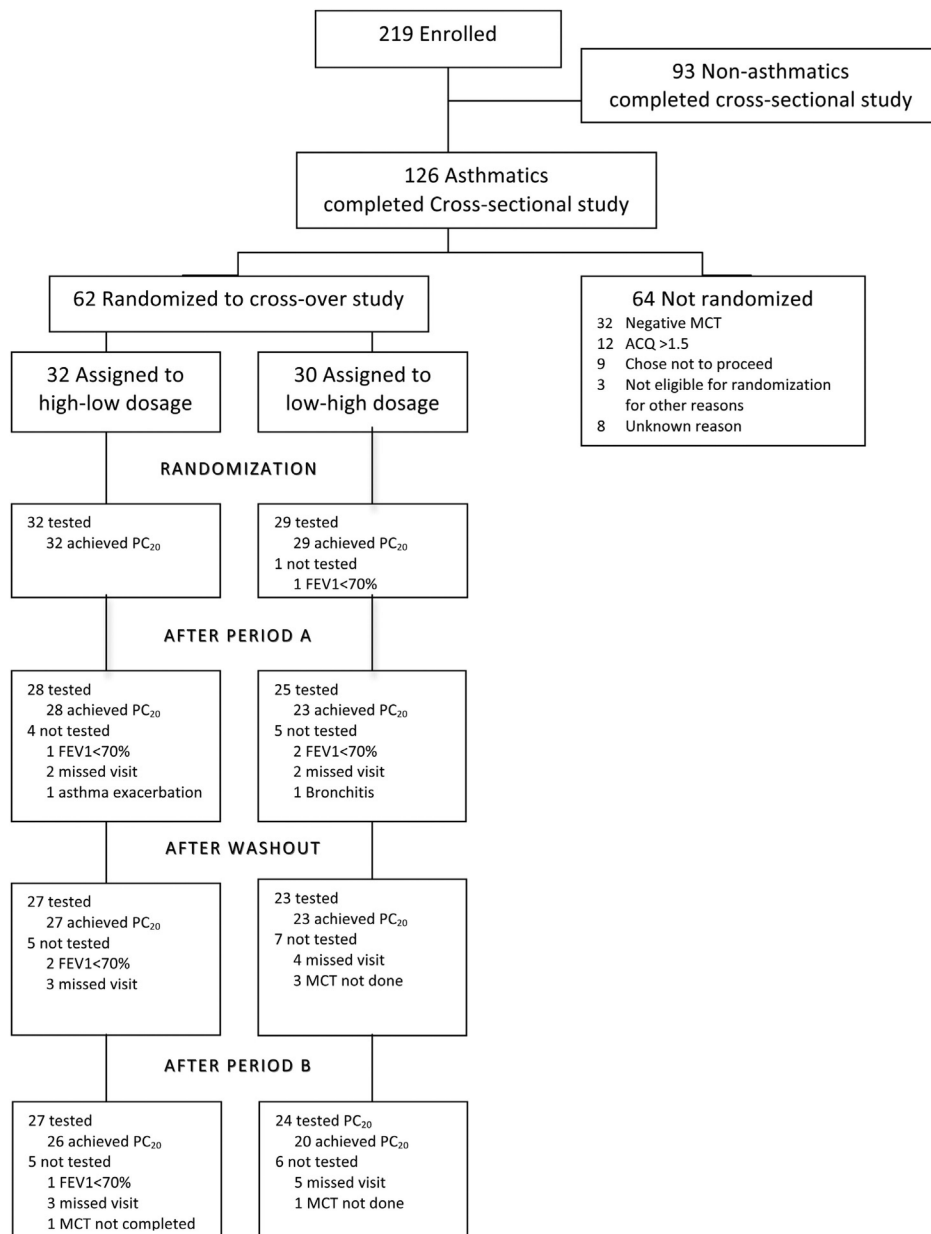 219 Enrolled
93 Non-asthmatics
completed cross-sectional study
126 Asthmatics
completed Cross-sectional study
62 Randomized to cross-over study
64 Not randomized
32 Negative MCT
12 ACQ >1.5
9 Chose not to proceed
3 Not eligible for randomization
for other reasons
8 Unknown reason
32 Assigned to
high-low dosage
30 Assigned to
low-high dosage
RANDOMIZATION
32 tested
32 achieved PC₂₀
29 tested
29 achieved PC₂₀
1 not tested
1 FEV1<70%
AFTER PERIOD A
28 tested
28 achieved PC₂₀
4 not tested
1 FEV1<70%
2 missed visit
1 asthma exacerbation
25 tested
23 achieved PC₂₀
5 not tested
2 FEV1<70%
2 missed visit
1 Bronchitis
AFTER WASHOUT
27 tested
27 achieved PC₂₀
5 not tested
2 FEV1<70%
3 missed visit
23 tested
23 achieved PC₂₀
7 not tested
4 missed visit
3 MCT not done
AFTER PERIOD B
27 tested
26 achieved PC₂₀
5 not tested
1 FEV1<70%
3 missed visit
1 MCT not completed
24 tested PC₂₀
20 achieved PC₂₀
6 not tested
5 missed visit
1 MCT not done